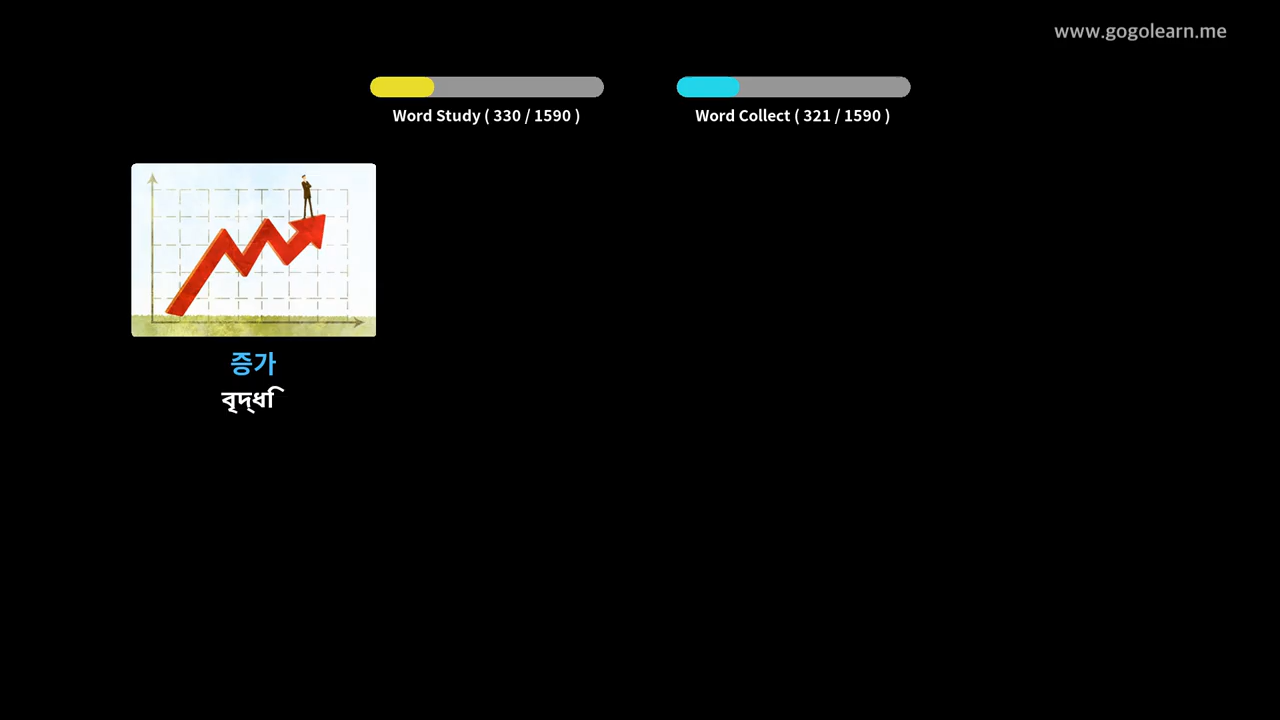 www.gogolearn.me
Word Study ( 330 / 1590 )
Word Collect ( 321 / 1590 )
증가
বৃদ্ধি